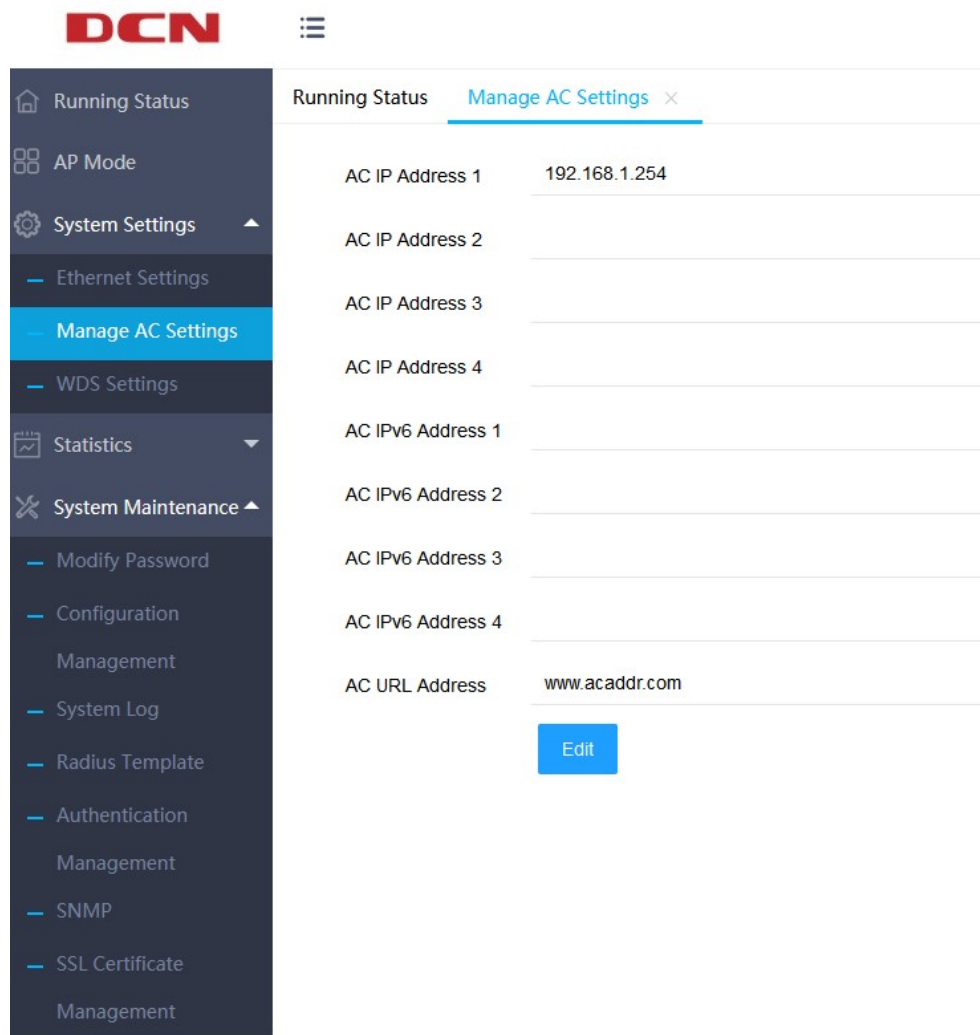 DCN
Running Status
AP Mode
System Settings
Ethernet Settings
Manage AC Settings
WDS Settings
Statistics
System Maintenance
Modify Password
Configuration
Management
System Log
Radius Template
Authentication
Management
SNMP
SSL Certificate
Management
Running Status Manage AC Settings ×
AC IP Address 1 192.168.1.254
AC IP Address 2
AC IP Address 3
AC IP Address 4
AC IPv6 Address 1
AC IPv6 Address 2
AC IPv6 Address 3
AC IPv6 Address 4
AC URL Address www.acaddr.com
Edit